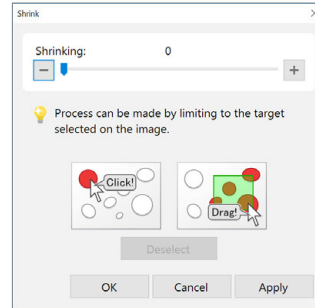 Shrink
Shrinking: 0
Process can be made by limiting to the target
selected on the image.
Click!
Drag!
Deselect
OK Cancel Apply